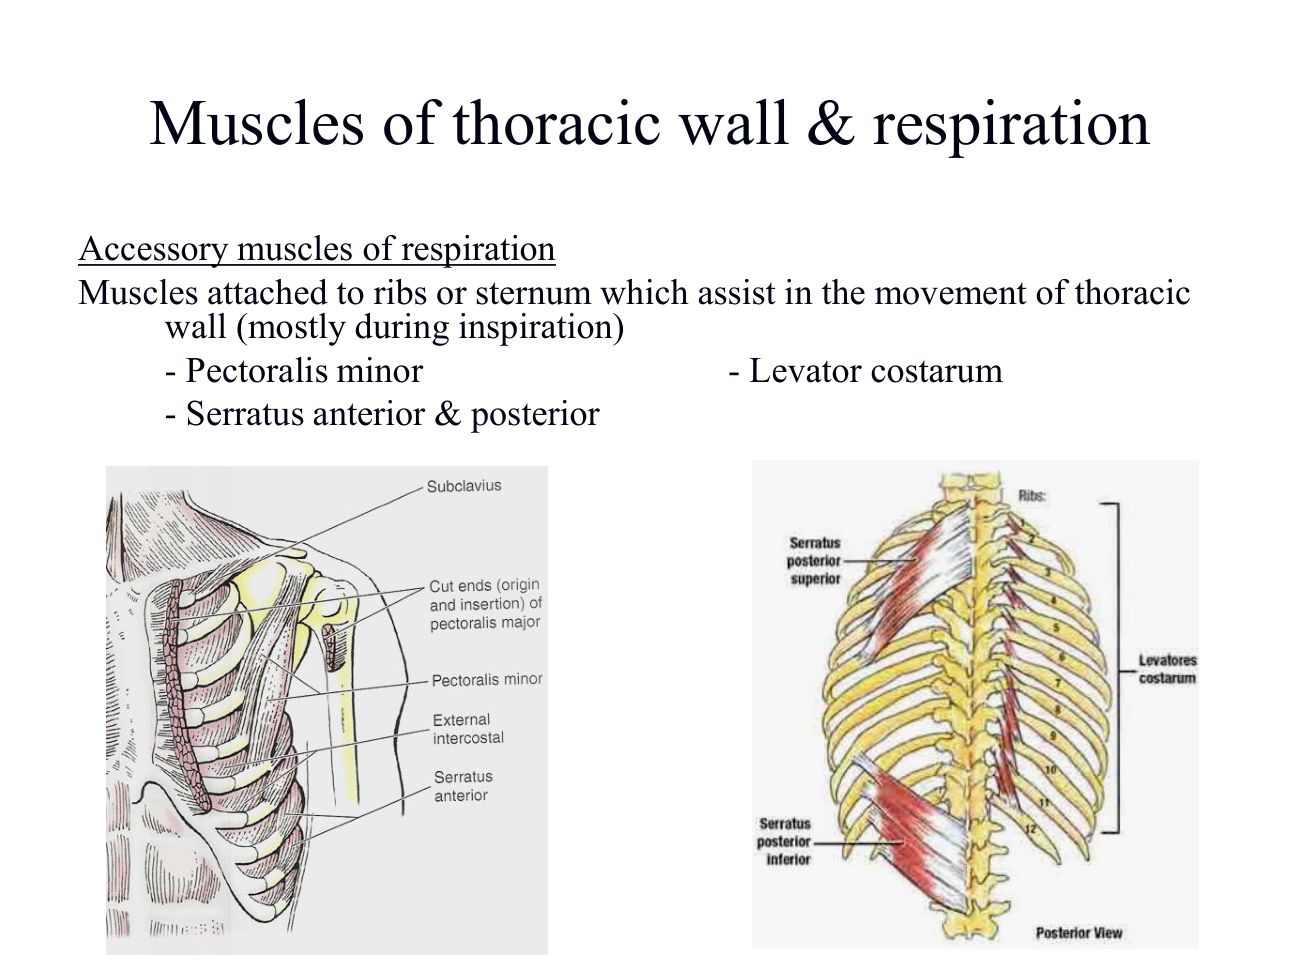 Muscles of thoracic wall & respiration
Accessory muscles of respiration
Muscles attached to ribs or sternum which assist in the movement of thoracic
wall (mostly during inspiration)
- Pectoralis minor - Levator costarum
- Serratus anterior & posterior
Subclavius
Cut ends (origin
and insertion) of
pectoralis major
Pectoralis minor
External
intercostal
Serratus
anterior
Ribs:
1
2
3
4
5
6
7
8
9
10
11
12
Serratus
posterior
superior
Levatores
costarum
Serratus
posterior
inferior
Posterior View